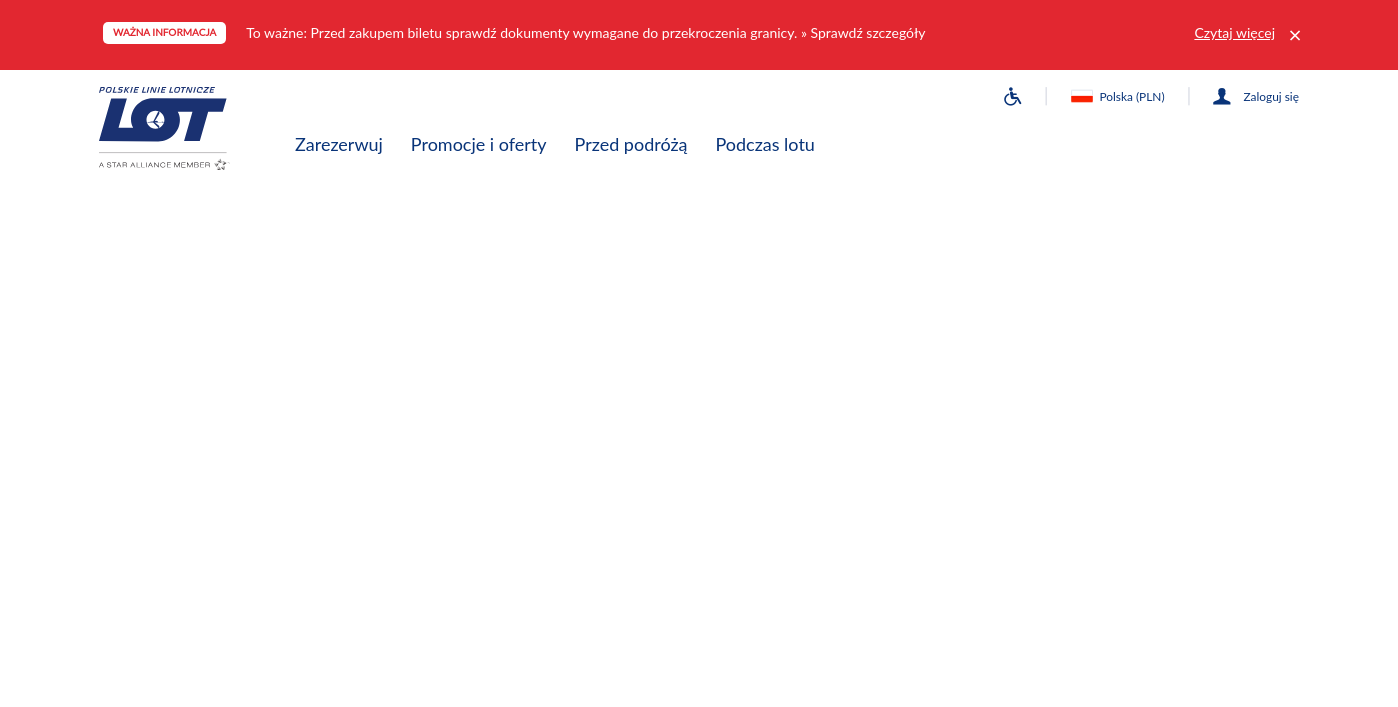 WAŻNA INFORMACJA To ważne: Przed zakupem biletu sprawdź dokumenty wymagane do przekroczenia granicy. » Sprawdź szczegóły Czytaj więcej ×
POLSKIE LINIE LOTNICZE
LOT
A STAR ALLIANCE MEMBER
Polska (PLN) Zaloguj się
Zarezerwuj Promocje i oferty Przed podróżą Podczas lotu